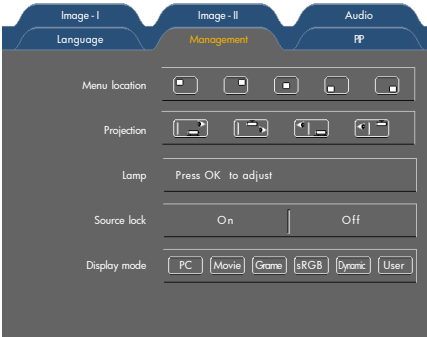 Image - I Image - II Audio
Language Management PIP
Menu location
Projection
Lamp Press OK to adjust
Source lock On Off
Display mode PC Movie Grame sRGB Dynamic User